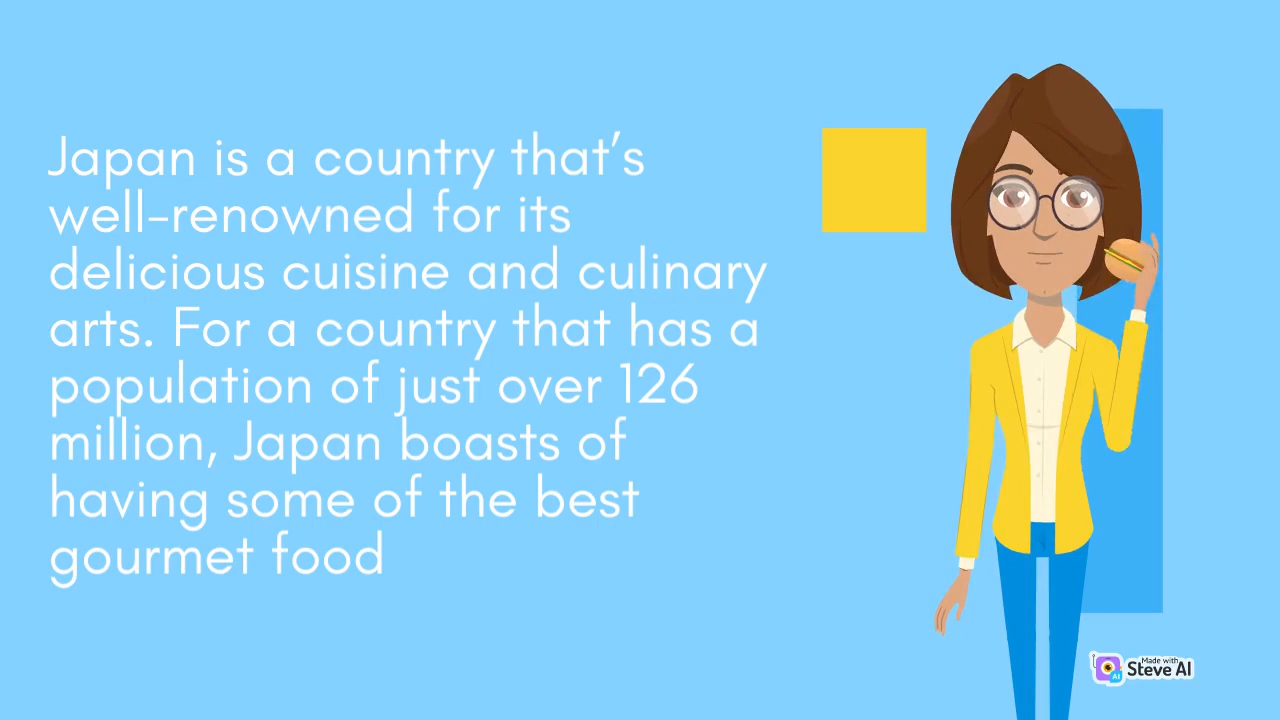 Japan is a country that’s
well-renowned for its
delicious cuisine and culinary
arts. For a country that has a
population of just over 126
million, Japan boasts of
having some of the best
gourmet food
Made with
Steve AI
AI